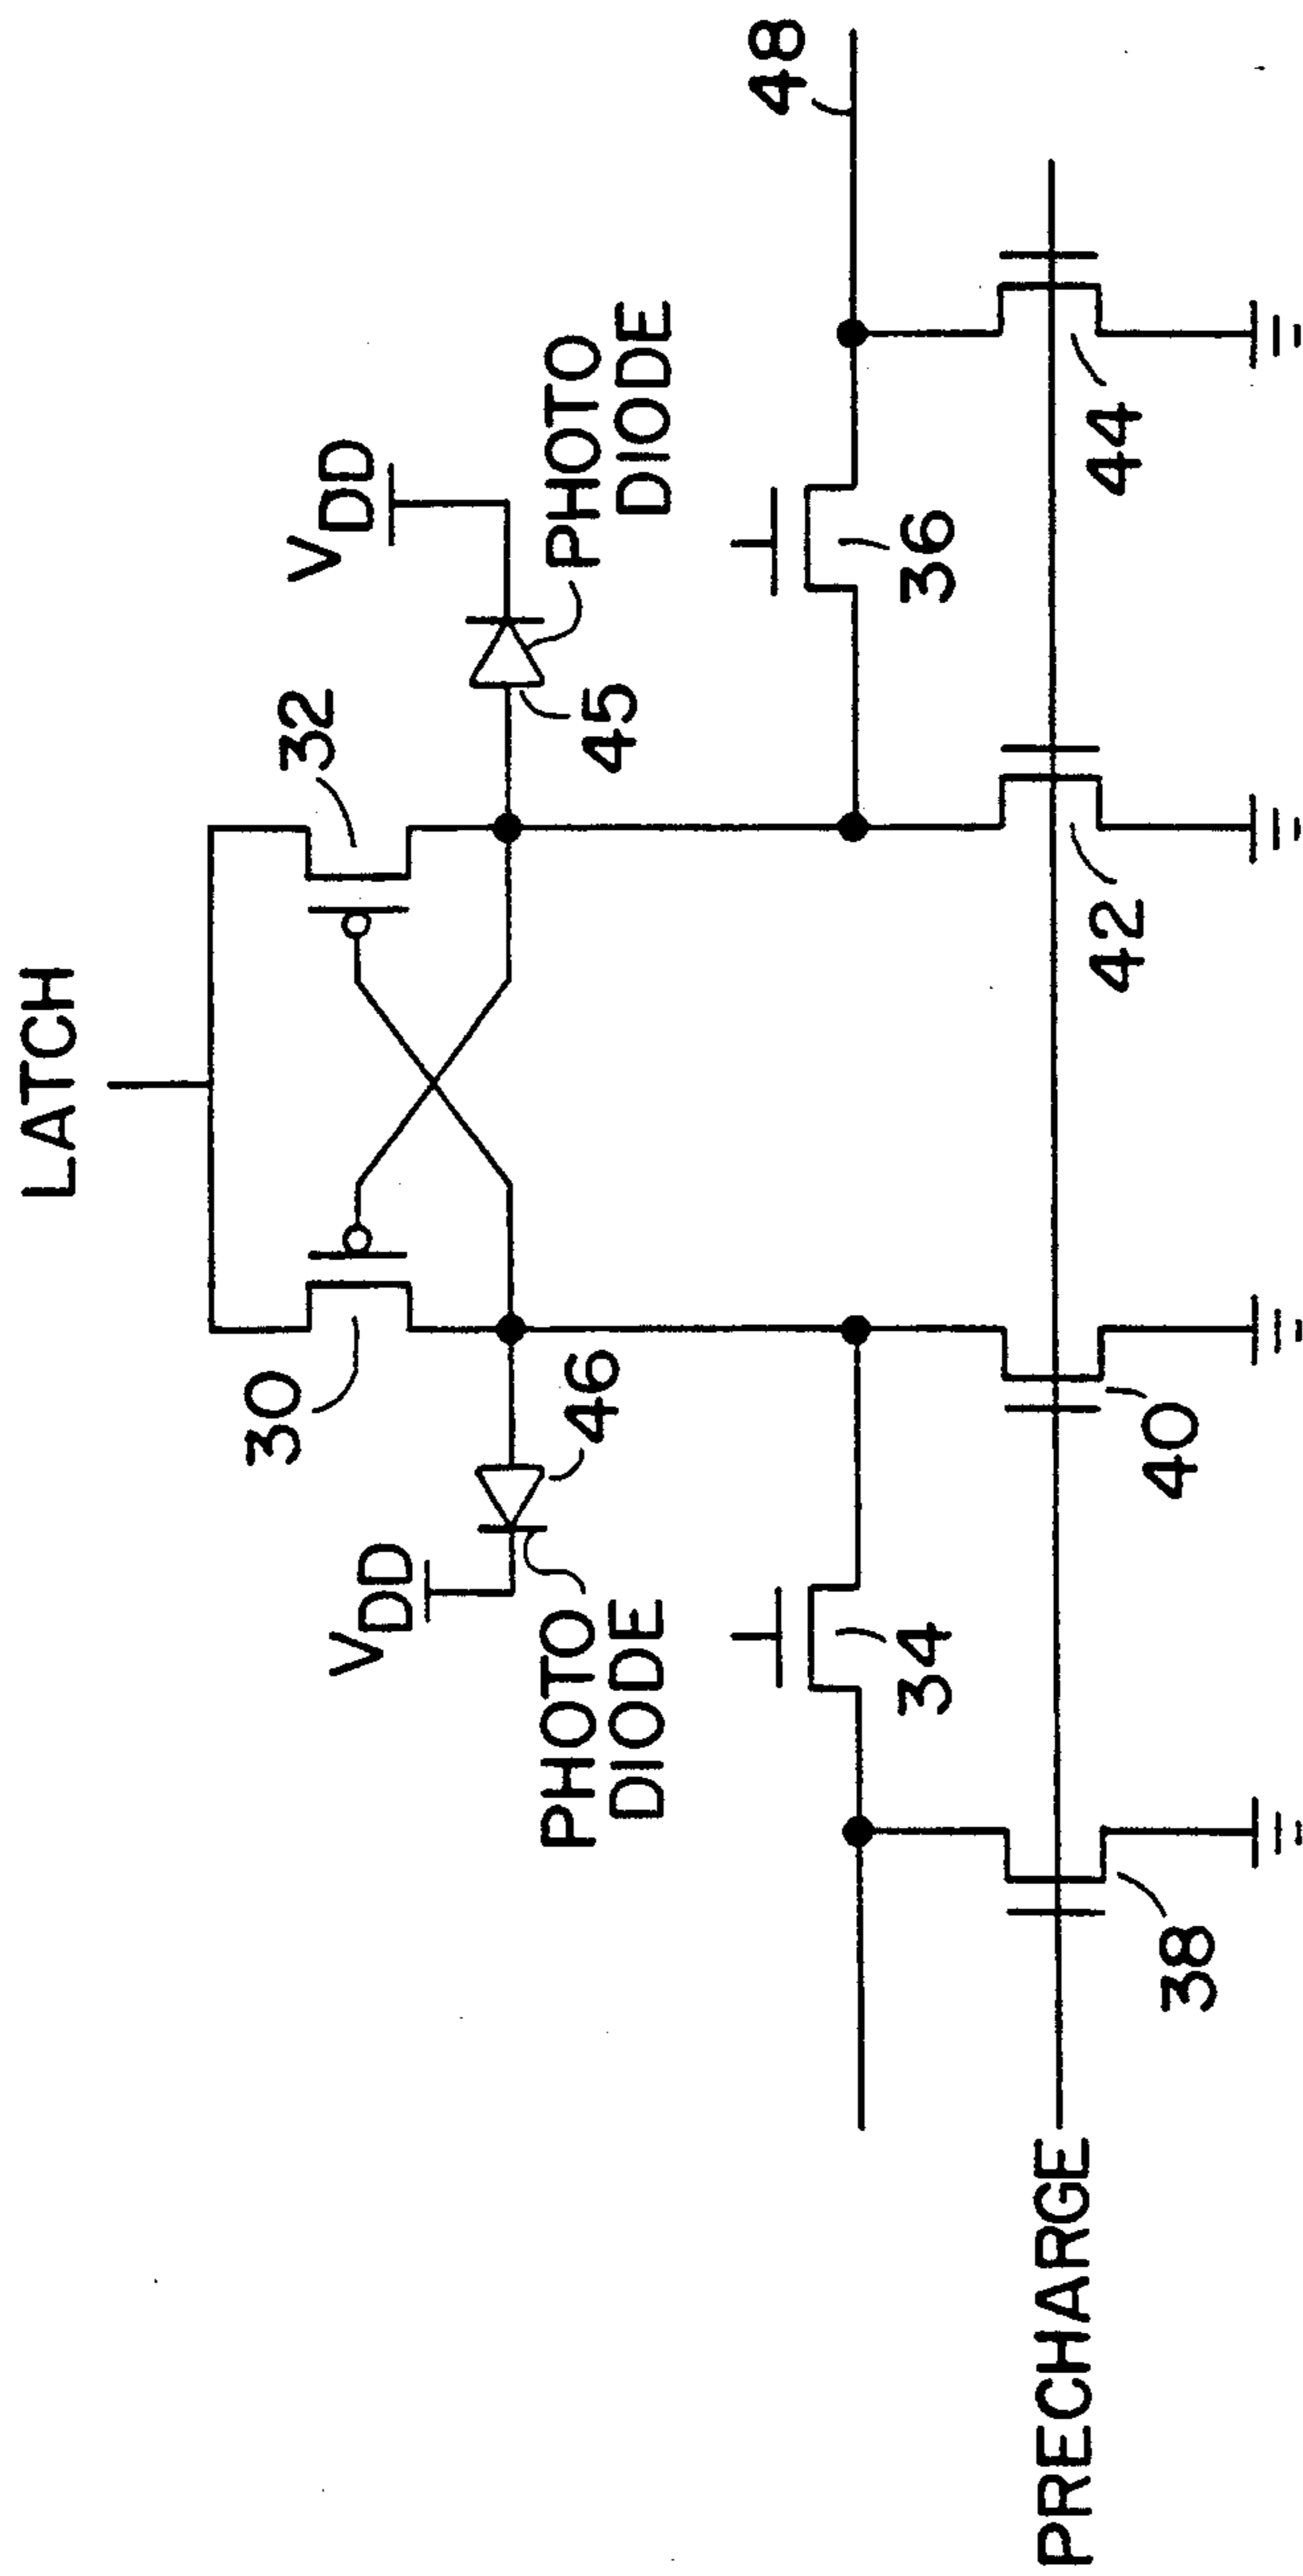 LATCH
30
32
VDD
46
PHOTO
DIODE
VDD
45
PHOTO
DIODE
34
36
48
PRECHARGE
38
40
42
44